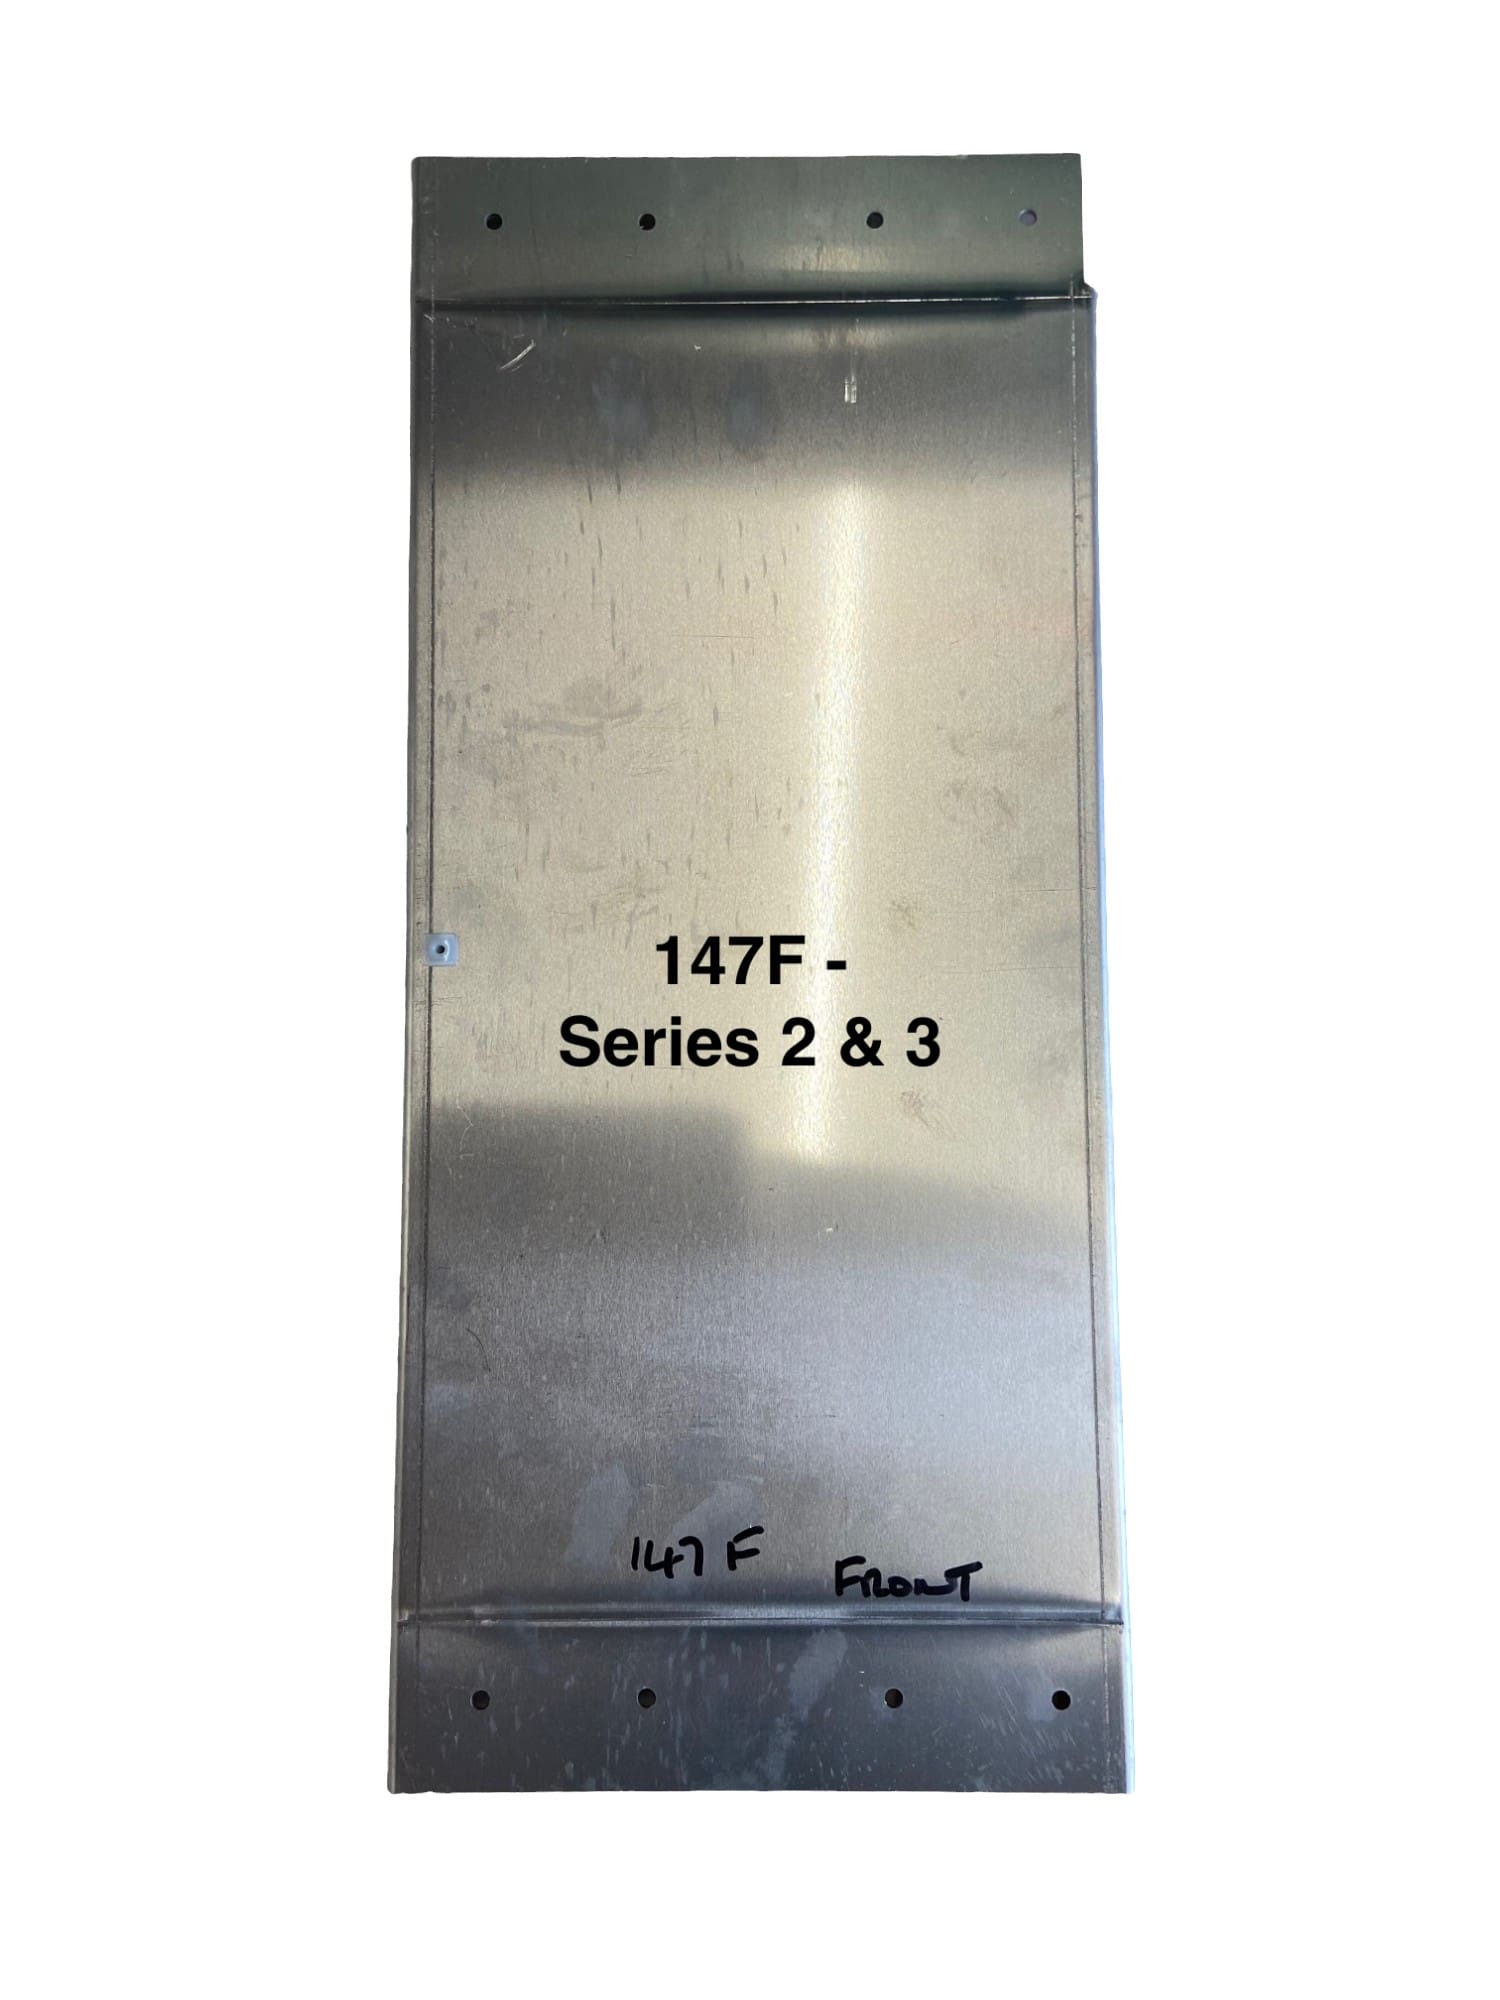 147F -
Series 2 & 3
147 F FRONT